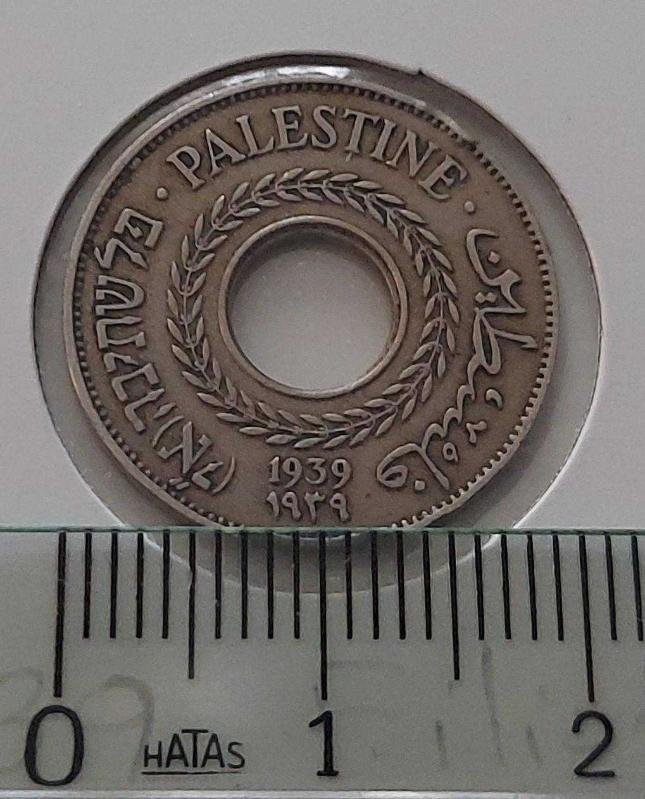 PALESTINE
פלשתינה (א״י)
فلسطين
1939
١٩٣٩
0 1 2
HATAS